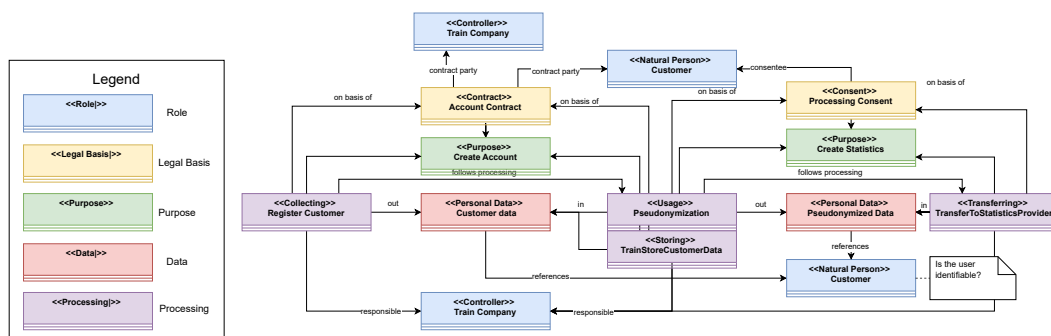 Legend
<<Role|>>
Role
<<Legal Basis|>>
Legal Basis
<<Purpose|>>
Purpose
<<Data|>>
Data
<<Processing|>>
Processing
<<Controller>>
Train Company
contract party
contract party
<<Natural Person>>
Customer
consentee
on basis of
<<Contract>>
Account Contract
on basis of
on basis of
<<Consent>>
Processing Consent
on basis of
<<Purpose>>
Create Account
<<Purpose>>
Create Statistics
follows processing
follows processing
<<Collecting>>
Register Customer
out
<<Personal Data>>
Customer data
in
<<Usage>>
Pseudonymization
out
<<Personal Data>>
Pseudonymized Data
in
<<Transferring>>
TransferToStatisticsProvider
<<Storing>>
TrainStoreCustomerData
references
references
<<Natural Person>>
Customer
Is the user
identifiable?
responsible
<<Controller>>
Train Company
responsible